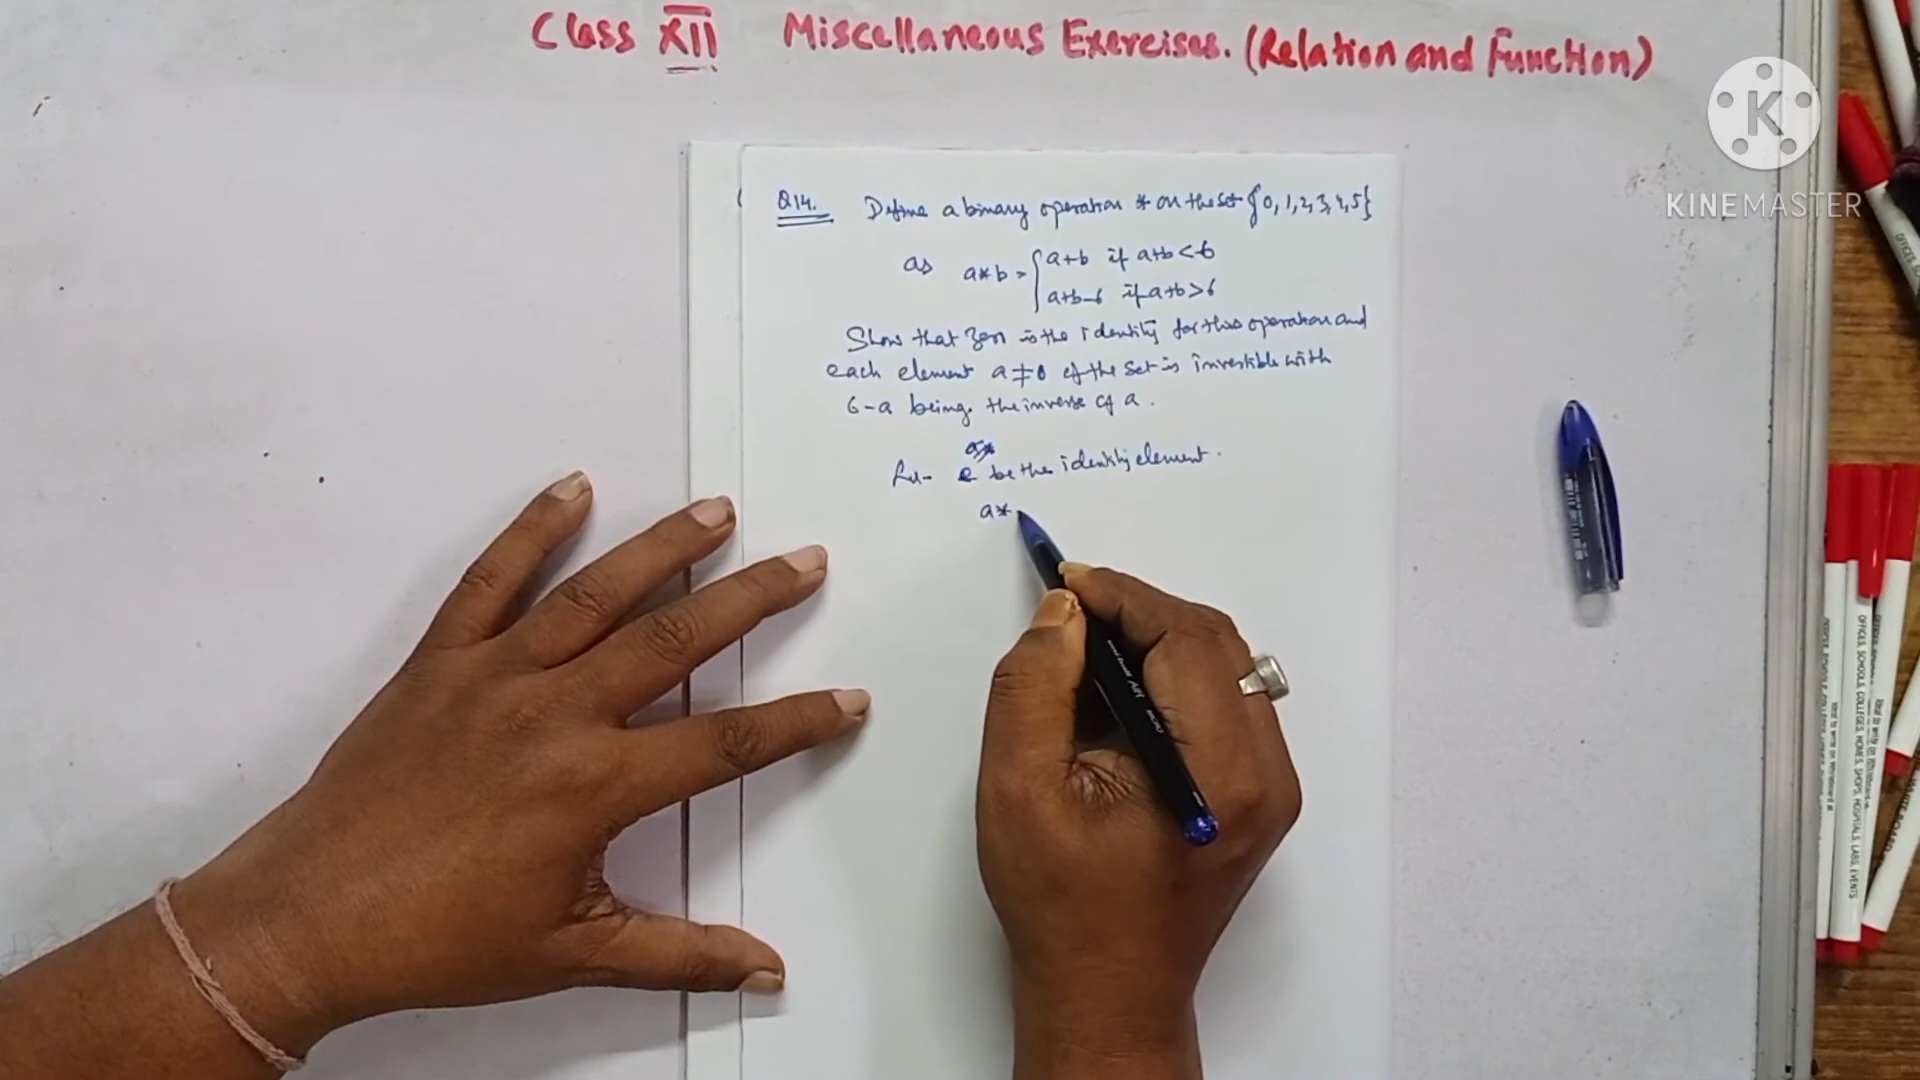 Class XII Miscellaneous Exercises. (Relation and Function)
K
KINEMASTER
Q14. Define a binary operation * on the set {0, 1, 2, 3, 4, 5}
as a*b = { a+b if a+b < 6
a+b-6 if a+b > 6
Show that zero is the identity for this operation and
each element a ≠ 0 of the set is invertible with
6-a being the inverse of a.
Let e be the identity element.
a*